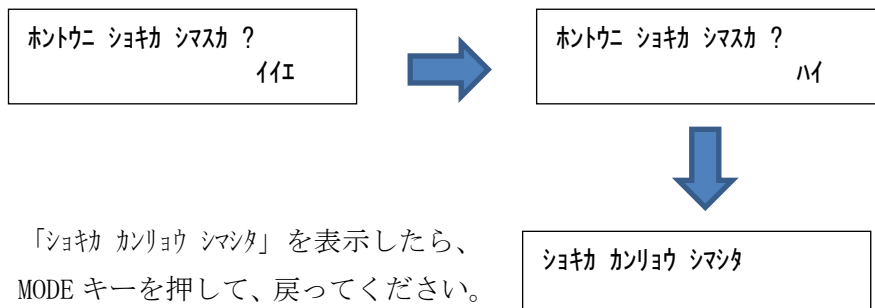 ﾎﾝﾄｳﾆ ｼｮｷｶ ｼﾏｽｶ ?
ｲｲｴ
ﾎﾝﾄｳﾆ ｼｮｷｶ ｼﾏｽｶ ?
ﾊｲ
「ｼｮｷｶ ｶﾝﾘｮｳ ｼﾏｼﾀ」を表示したら、
MODE キーを押して、戻ってください。
ｼｮｷｶ ｶﾝﾘｮｳ ｼﾏｼﾀ